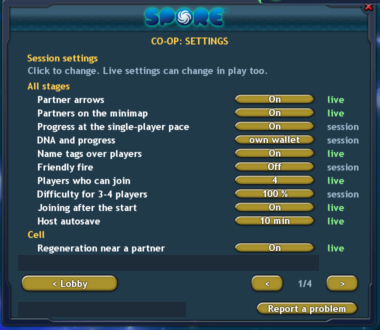 SPORE
CO-OP: SETTINGS
Session settings
Click to change. Live settings can change in play too.
All stages
Partner arrows On live
Partners on the minimap On live
Progress at the single-player pace On session
DNA and progress own wallet session
Name tags over players On live
Friendly fire Off session
Players who can join 4 live
Difficulty for 3-4 players 100 % session
Joining after the start On live
Host autosave 10 min live
Cell
Regeneration near a partner On live
< Lobby < 1/4 >
Report a problem